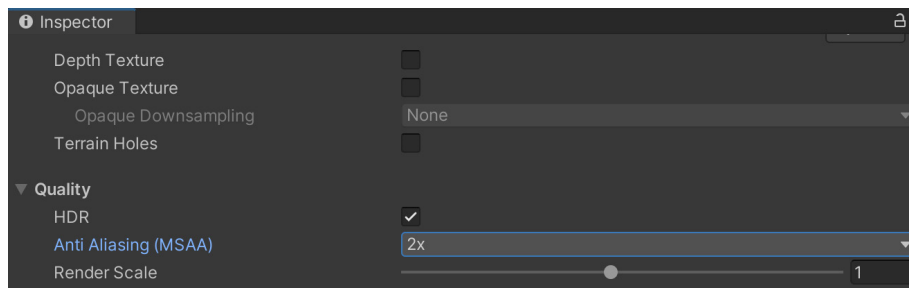 Inspector
Depth Texture
Opaque Texture
Opaque Downsampling None
Terrain Holes
Quality
HDR
Anti Aliasing (MSAA) 2x
Render Scale 1